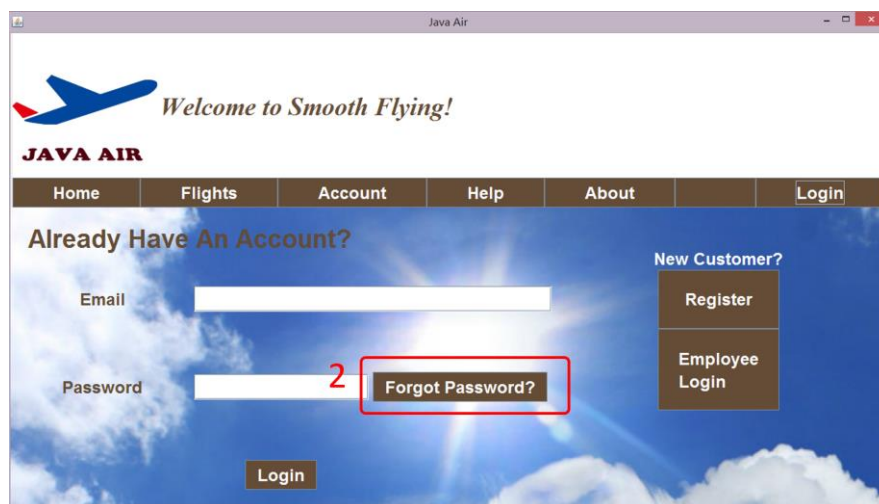 Java Air
Welcome to Smooth Flying!
JAVA AIR
Home Flights Account Help About Login
Already Have An Account?
New Customer?
Email
Register
Password
2
Forgot Password?
Employee
Login
Login